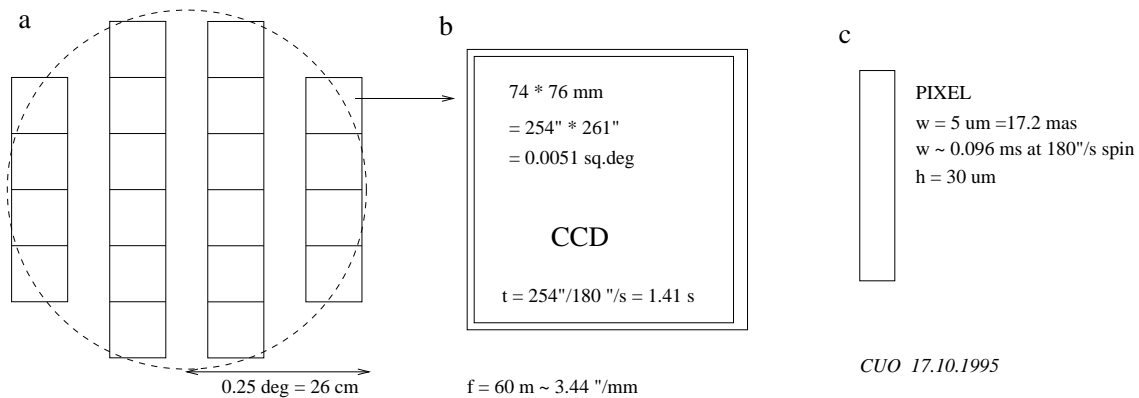 a
0.25 deg = 26 cm
b
74 * 76 mm
= 254" * 261"
= 0.0051 sq.deg
CCD
t = 254"/180 "/s = 1.41 s
f = 60 m ~ 3.44 "/mm
c
PIXEL
w = 5 um =17.2 mas
w ~ 0.096 ms at 180"/s spin
h = 30 um
CUO 17.10.1995